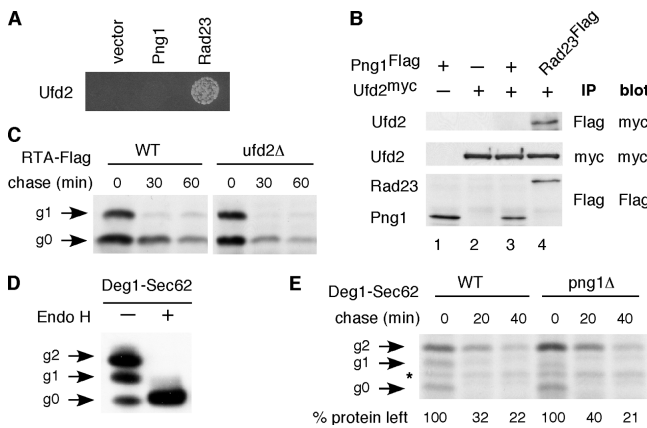 A
vector
Png1
Rad23
Ufd2
B
Png1Flag + − + Rad23Flag
Ufd2myc − + + + IP blot
Ufd2 Flag myc
Ufd2 myc myc
Rad23
Flag Flag
Png1
1 2 3 4
C
RTA-Flag WT ufd2Δ
chase (min) 0 30 60 0 30 60
g1
g0
D
Deg1-Sec62
Endo H − +
g2
g1
g0
E
Deg1-Sec62 WT png1Δ
chase (min) 0 20 40 0 20 40
g2
g1
*
g0
% protein left 100 32 22 100 40 21